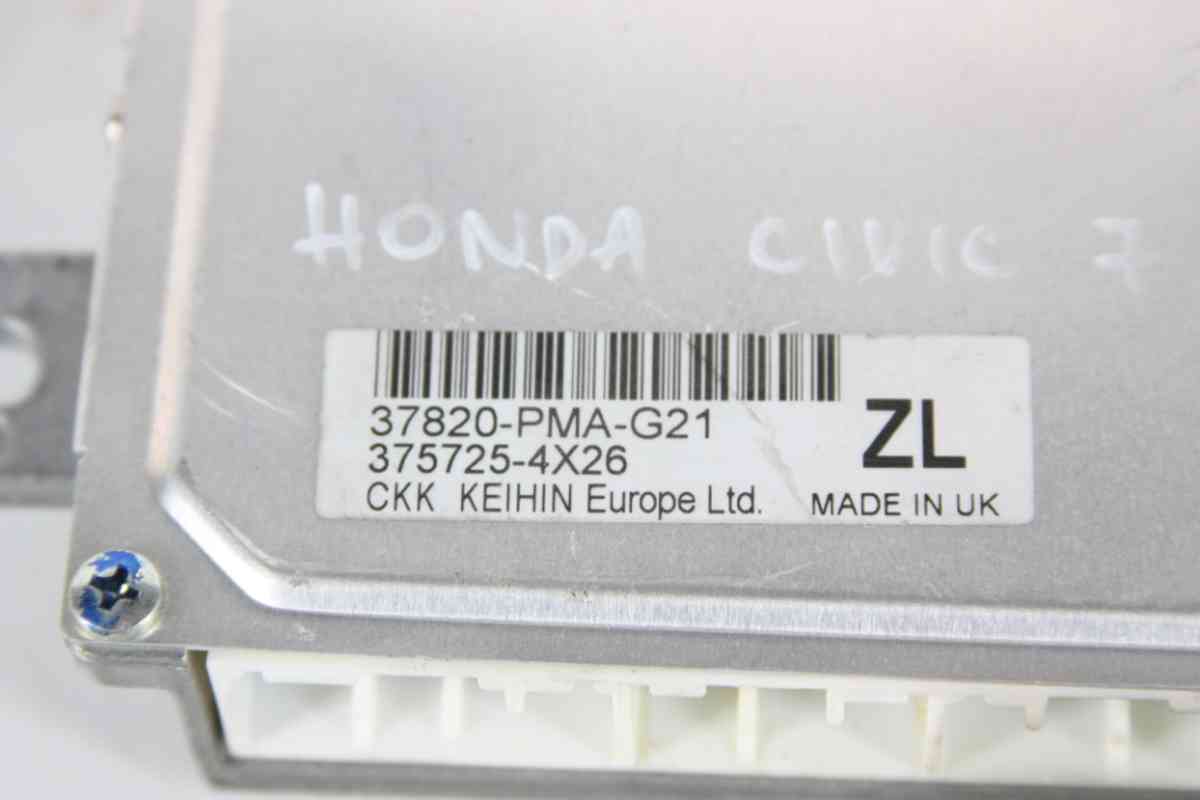 HONDA CIVIC 7
37820-PMA-G21
375725-4X26
CKK KEIHIN Europe Ltd.
ZL
MADE IN UK